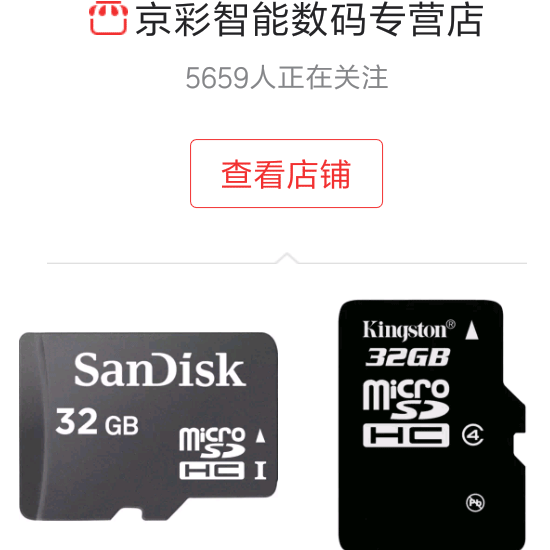 京彩智能数码专营店
5659人正在关注
查看店铺
SanDisk
32 GB
micro
SD
HC I
Kingston®
32GB
micro
SD
HC 4
Pb